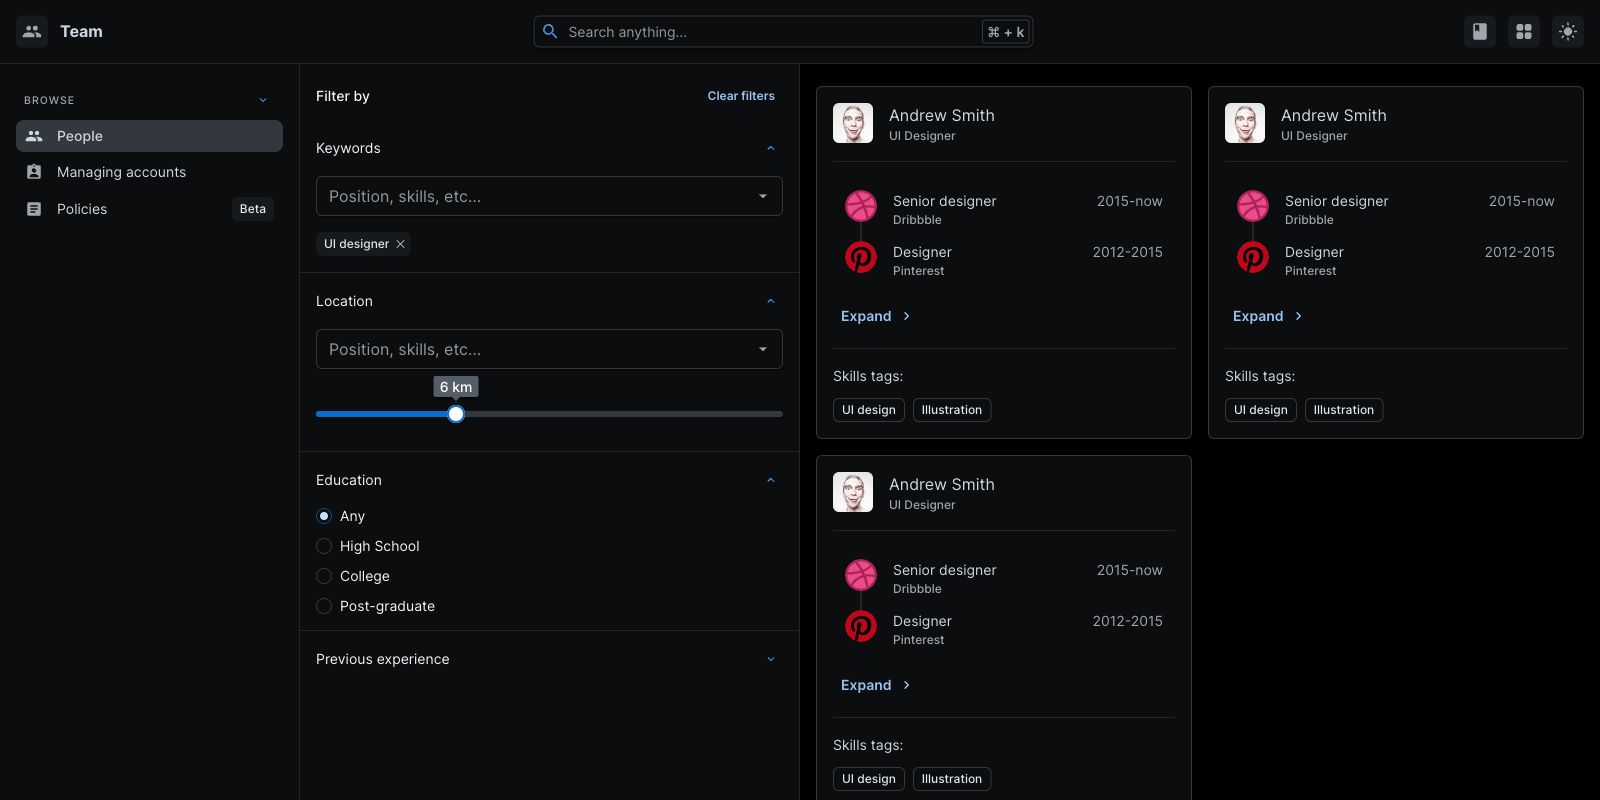 Team
Search anything...
⌘ + k
BROWSE
People
Managing accounts
Policies
Beta
Filter by
Clear filters
Keywords
Position, skills, etc...
UI designer
Location
Position, skills, etc...
6 km
Education
Any
High School
College
Post-graduate
Previous experience
Andrew Smith
UI Designer
Senior designer
2015-now
Dribbble
Designer
2012-2015
Pinterest
Expand
Skills tags:
UI design
Illustration
Andrew Smith
UI Designer
Senior designer
2015-now
Dribbble
Designer
2012-2015
Pinterest
Expand
Skills tags:
UI design
Illustration
Andrew Smith
UI Designer
Senior designer
2015-now
Dribbble
Designer
2012-2015
Pinterest
Expand
Skills tags:
UI design
Illustration